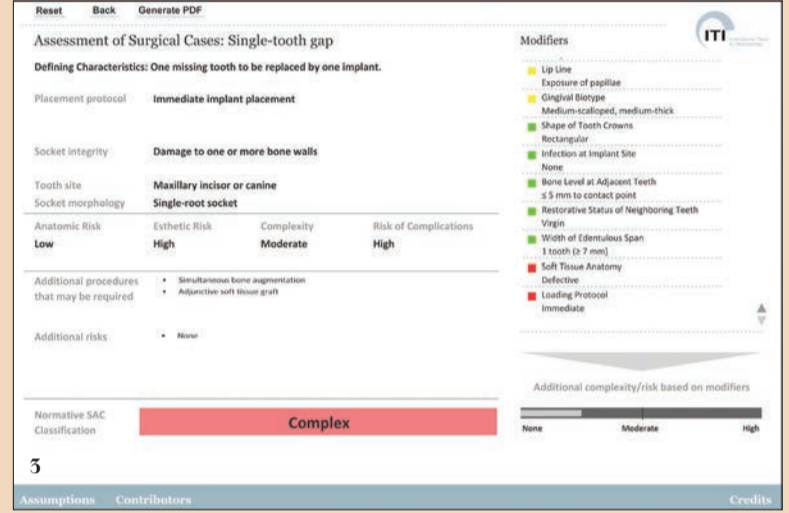 Reset Back Generate PDF
Assessment of Surgical Cases: Single-tooth gap
Defining Characteristics: One missing tooth to be replaced by one implant.
Placement protocol Immediate implant placement
Socket integrity Damage to one or more bone walls
Tooth site Maxillary incisor or canine
Socket morphology Single-root socket
Anatomic Risk Esthetic Risk Complexity Risk of Complications
Low High Moderate High
Additional procedures
that may be required
• Simultaneous bone augmentation
• Adjunctive soft tissue graft
Additional risks • None
Normative SAC
Classification
Complex
Modifiers
ITI
Lip Line
Exposure of papillae
Gingival Biotype
Medium-scalloped, medium-thick
Shape of Tooth Crowns
Rectangular
Infection at Implant Site
None
Bone Level at Adjacent Teeth
≤ 5 mm to contact point
Restorative Status of Neighboring Teeth
Virgin
Width of Edentulous Span
1 tooth (≥ 7 mm)
Soft Tissue Anatomy
Defective
Loading Protocol
Immediate
Additional complexity/risk based on modifiers
None Moderate High
3
Assumptions Contributors Credits